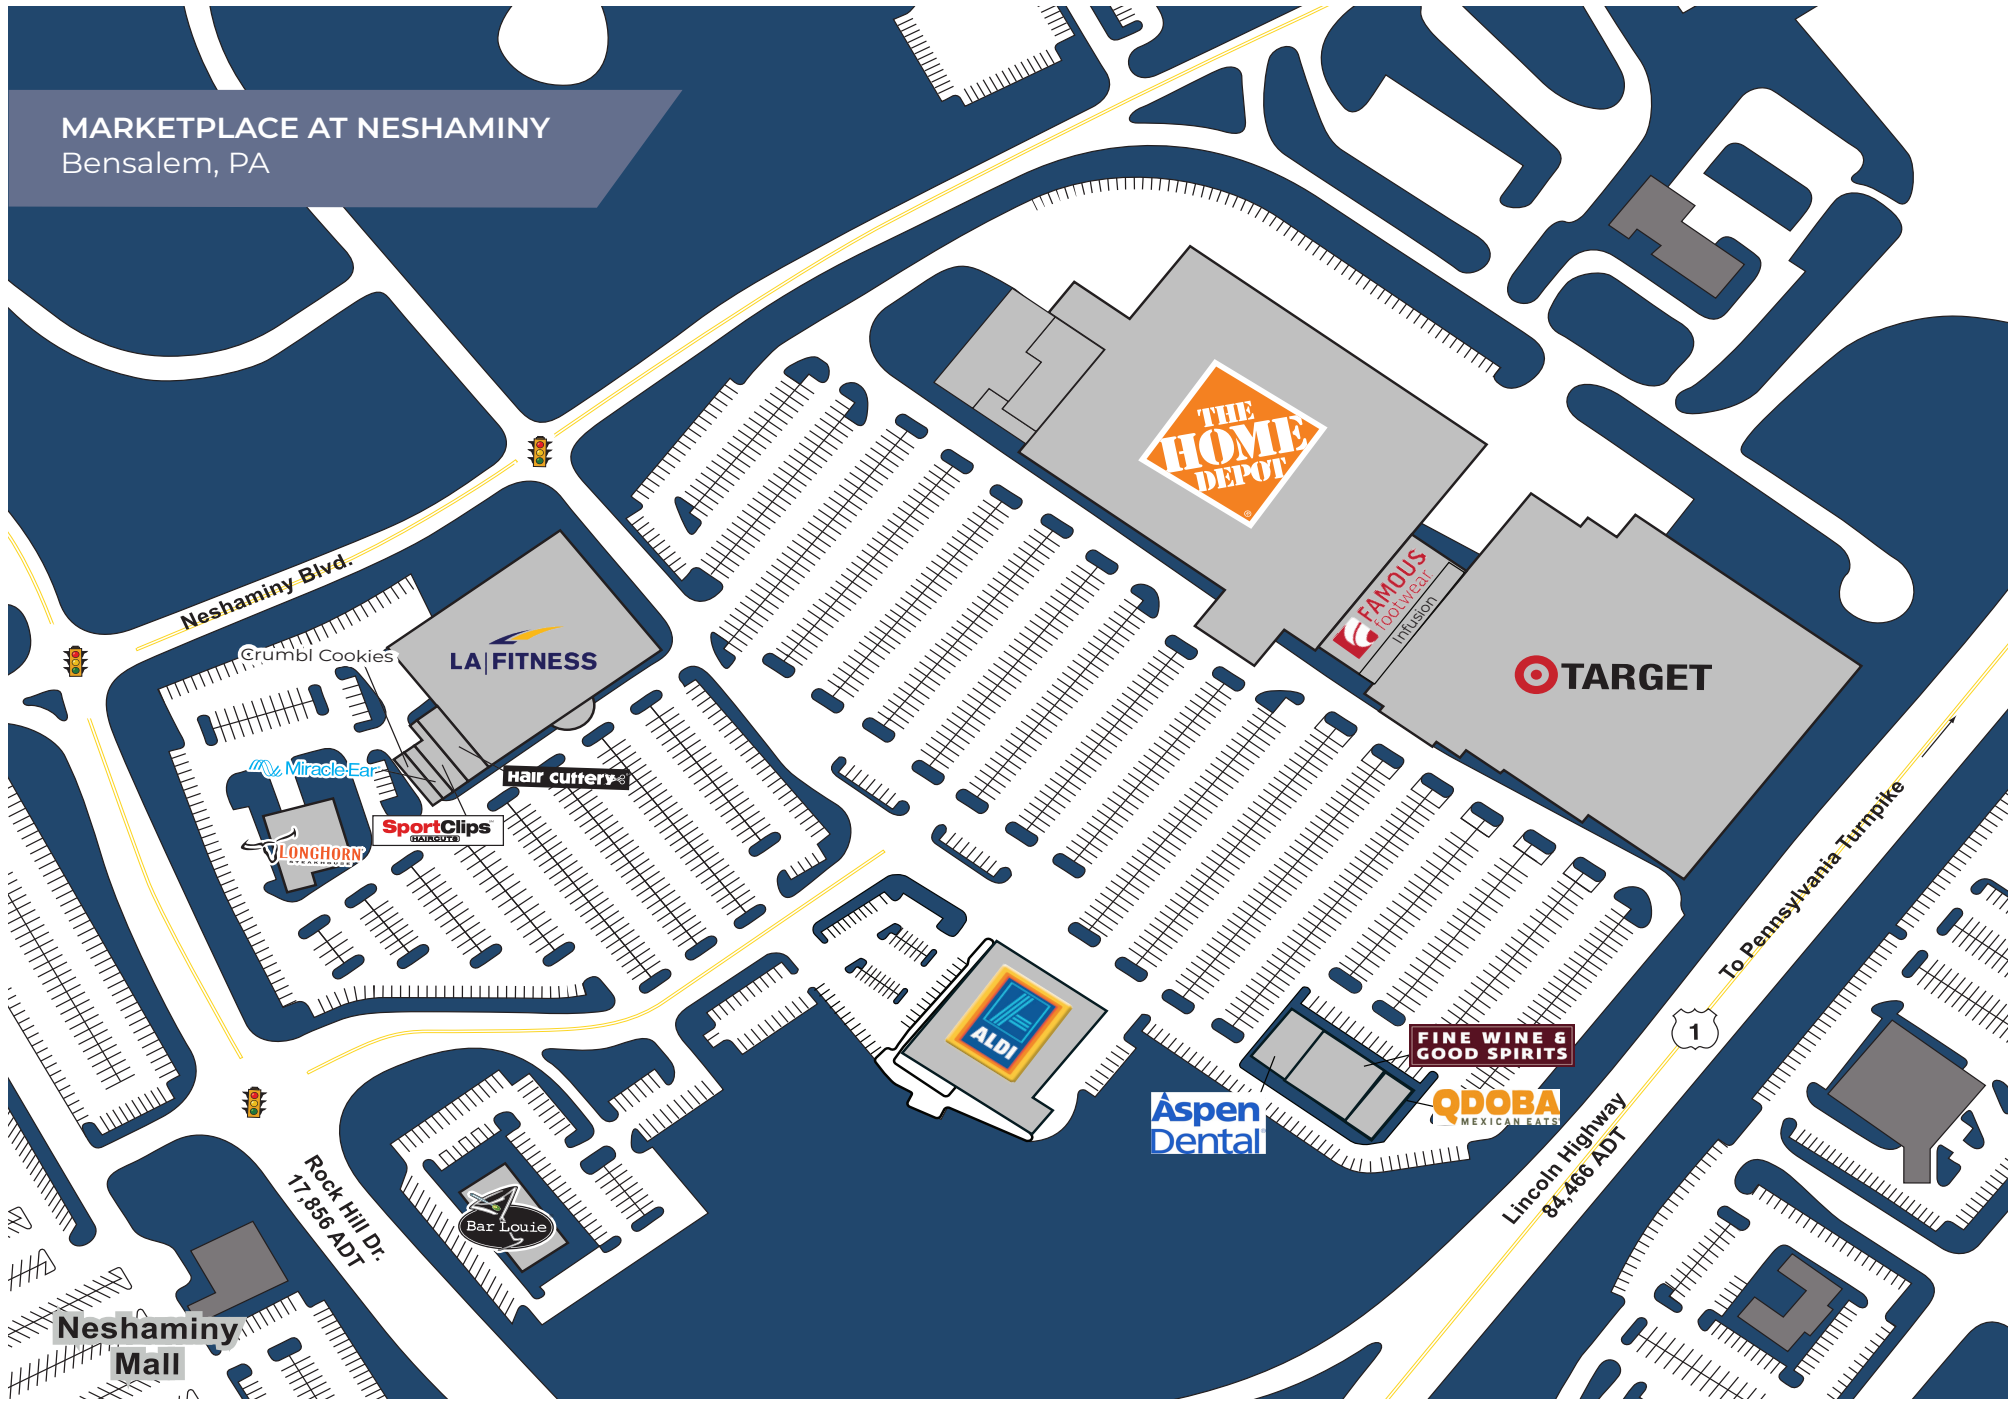 MARKETPLACE AT NESHAMINY
Bensalem, PA
THE
HOME
DEPOT
®
Neshaminy Blvd.
FAMOUS
footwear
Infusion
LA|FITNESS
Crumbl Cookies
TARGET
Miracle-Ear
Hair Cuttery
SportClips
HAIRCUTS
LONGHORN
STEAKHOUSE
To Pennsylvania Turnpike
1
ALDI
FINE WINE &
GOOD SPIRITS
Aspen
Dental
QDOBA
MEXICAN EATS
Lincoln Highway
84,466 ADT
Rock Hill Dr.
17,856 ADT
Bar Louie
Neshaminy
Mall